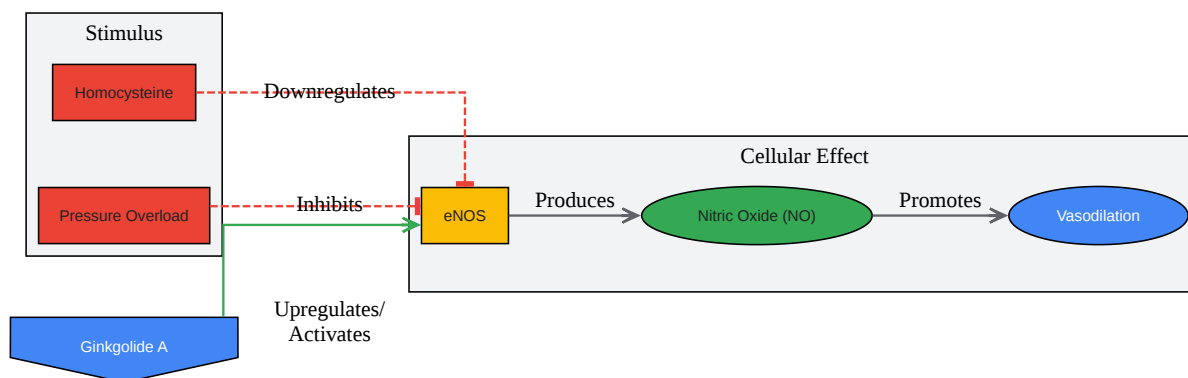 Stimulus
Homocysteine
Downregulates
Cellular Effect
Pressure Overload
Inhibits
eNOS
Produces
Nitric Oxide (NO)
Promotes
Vasodilation
Upregulates/
Activates
Ginkgolide A